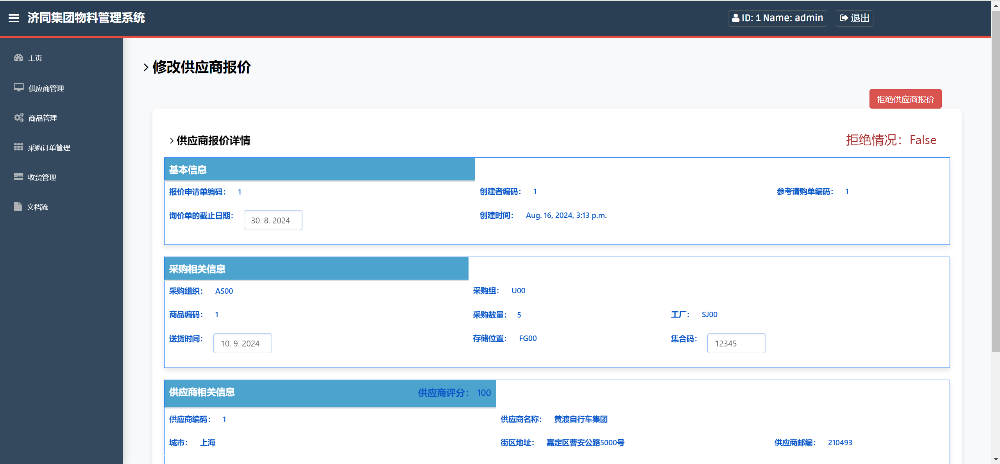 济同集团物料管理系统
ID: 1 Name: admin
退出
主页
供应商管理
商品管理
采购订单管理
收货管理
文档流
修改供应商报价
拒绝供应商报价
供应商报价详情
拒绝情况：False
基本信息
报价申请单编码： 1 创建者编码： 1 参考请购单编码： 1
询价单的截止日期： 30. 8. 2024 创建时间： Aug. 16, 2024, 3:13 p.m.
采购相关信息
采购组织： AS00 采购组： U00
商品编码： 1 采购数量： 5 工厂： SJ00
送货时间： 10. 9. 2024 存储位置： FG00 集合码： 12345
供应商相关信息 供应商评分： 100
供应商编码： 1 供应商名称： 黄渡自行车集团
城市： 上海 街区地址： 嘉定区曹安公路5000号 供应商邮编： 210493